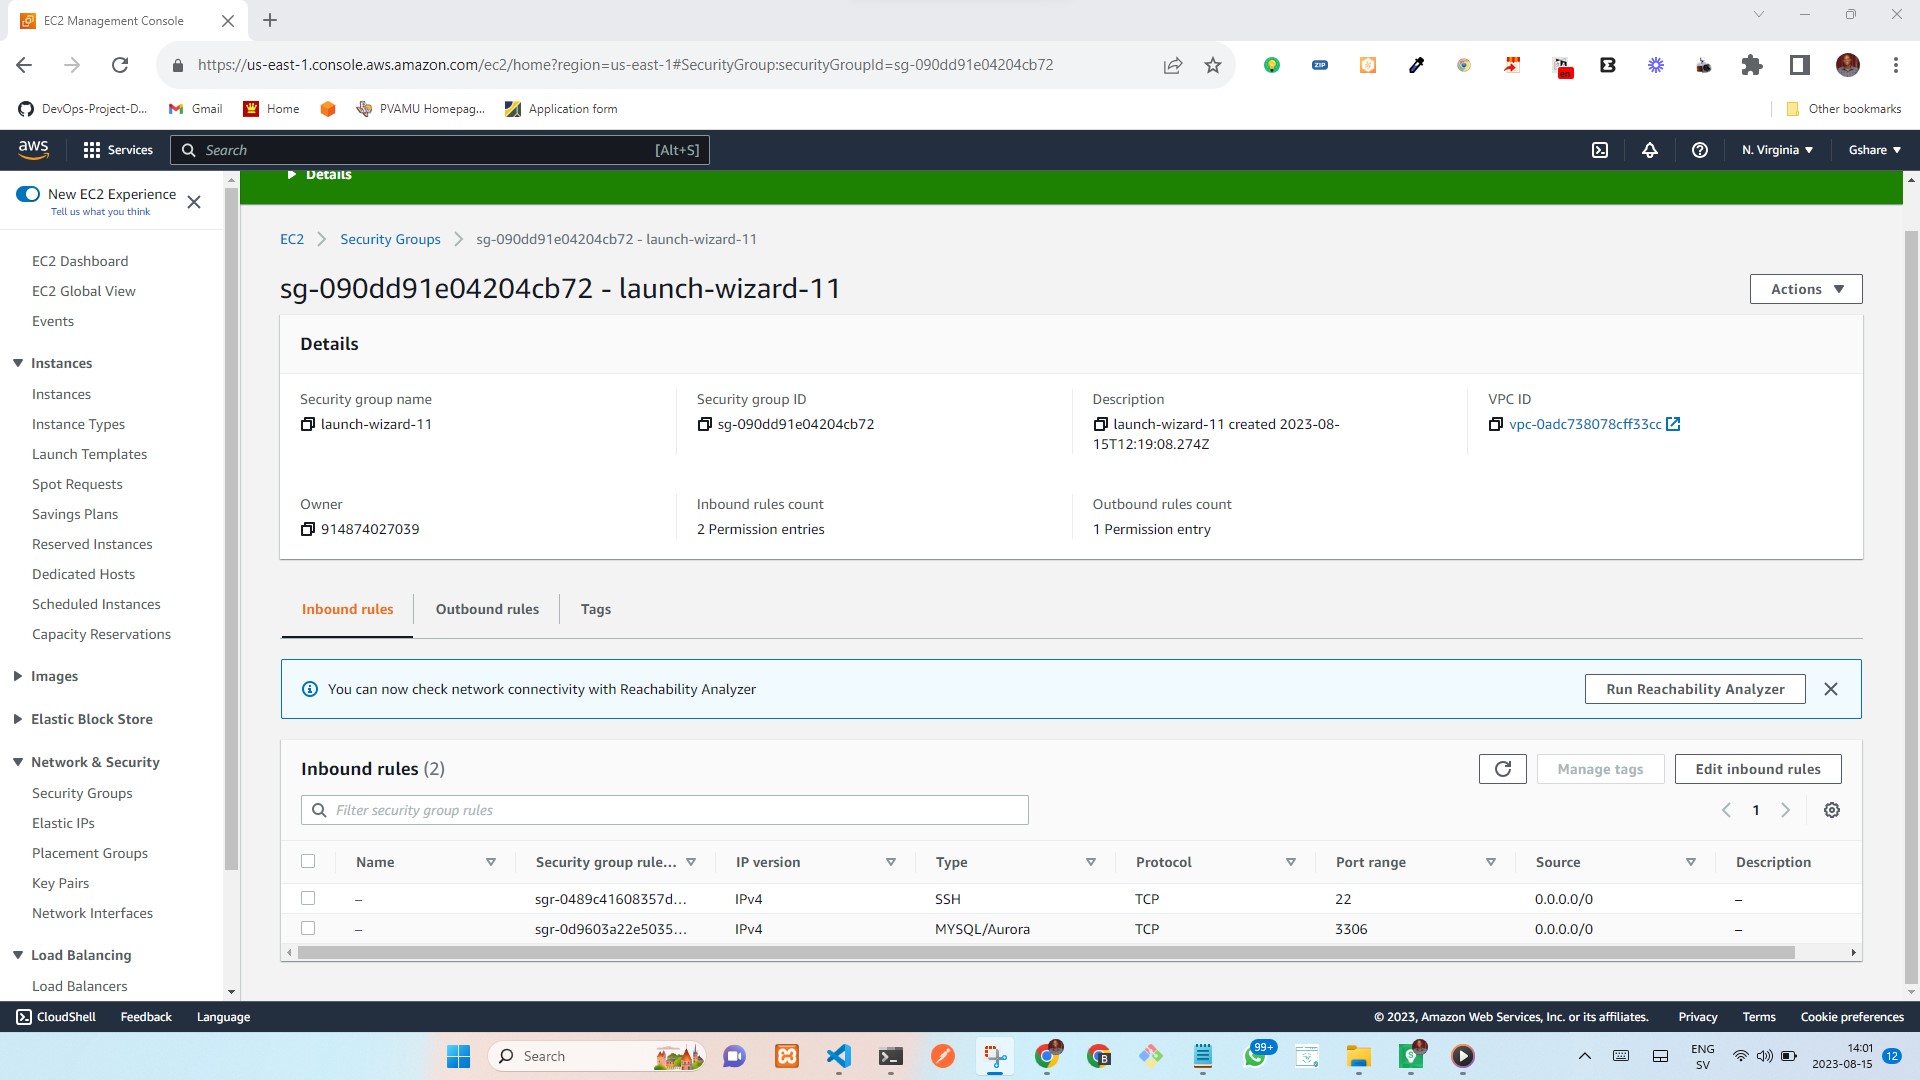 EC2 Management Console
https://us-east-1.console.aws.amazon.com/ec2/home?region=us-east-1#SecurityGroup:securityGroupId=sg-090dd91e04204cb72
ZIP
en
DevOps-Project-D...
Gmail
Home
PVAMU Homepag...
Application form
Other bookmarks
aws
Services
Search
[Alt+S]
N. Virginia
Gshare
New EC2 Experience
Tell us what you think
Details
EC2
Security Groups
sg-090dd91e04204cb72 - launch-wizard-11
sg-090dd91e04204cb72 - launch-wizard-11
Actions
Details
Security group name
launch-wizard-11
Security group ID
sg-090dd91e04204cb72
Description
launch-wizard-11 created 2023-08-
15T12:19:08.274Z
VPC ID
vpc-0adc738078cff33cc
Owner
914874027039
Inbound rules count
2 Permission entries
Outbound rules count
1 Permission entry
Inbound rules
Outbound rules
Tags
You can now check network connectivity with Reachability Analyzer
Run Reachability Analyzer
Inbound rules (2)
Manage tags
Edit inbound rules
Filter security group rules
1
Name Security group rule... IP version Type Protocol Port range Source Description
– sgr-0489c41608357d... IPv4 SSH TCP 22 0.0.0.0/0 –
– sgr-0d9603a22e5035... IPv4 MYSQL/Aurora TCP 3306 0.0.0.0/0 –
EC2 Dashboard
EC2 Global View
Events
Instances
Instances
Instance Types
Launch Templates
Spot Requests
Savings Plans
Reserved Instances
Dedicated Hosts
Scheduled Instances
Capacity Reservations
Images
Elastic Block Store
Network & Security
Security Groups
Elastic IPs
Placement Groups
Key Pairs
Network Interfaces
Load Balancing
Load Balancers
CloudShell
Feedback
Language
© 2023, Amazon Web Services, Inc. or its affiliates.
Privacy
Terms
Cookie preferences
Search
B
99+
ENG
SV
14:01
2023-08-15
12